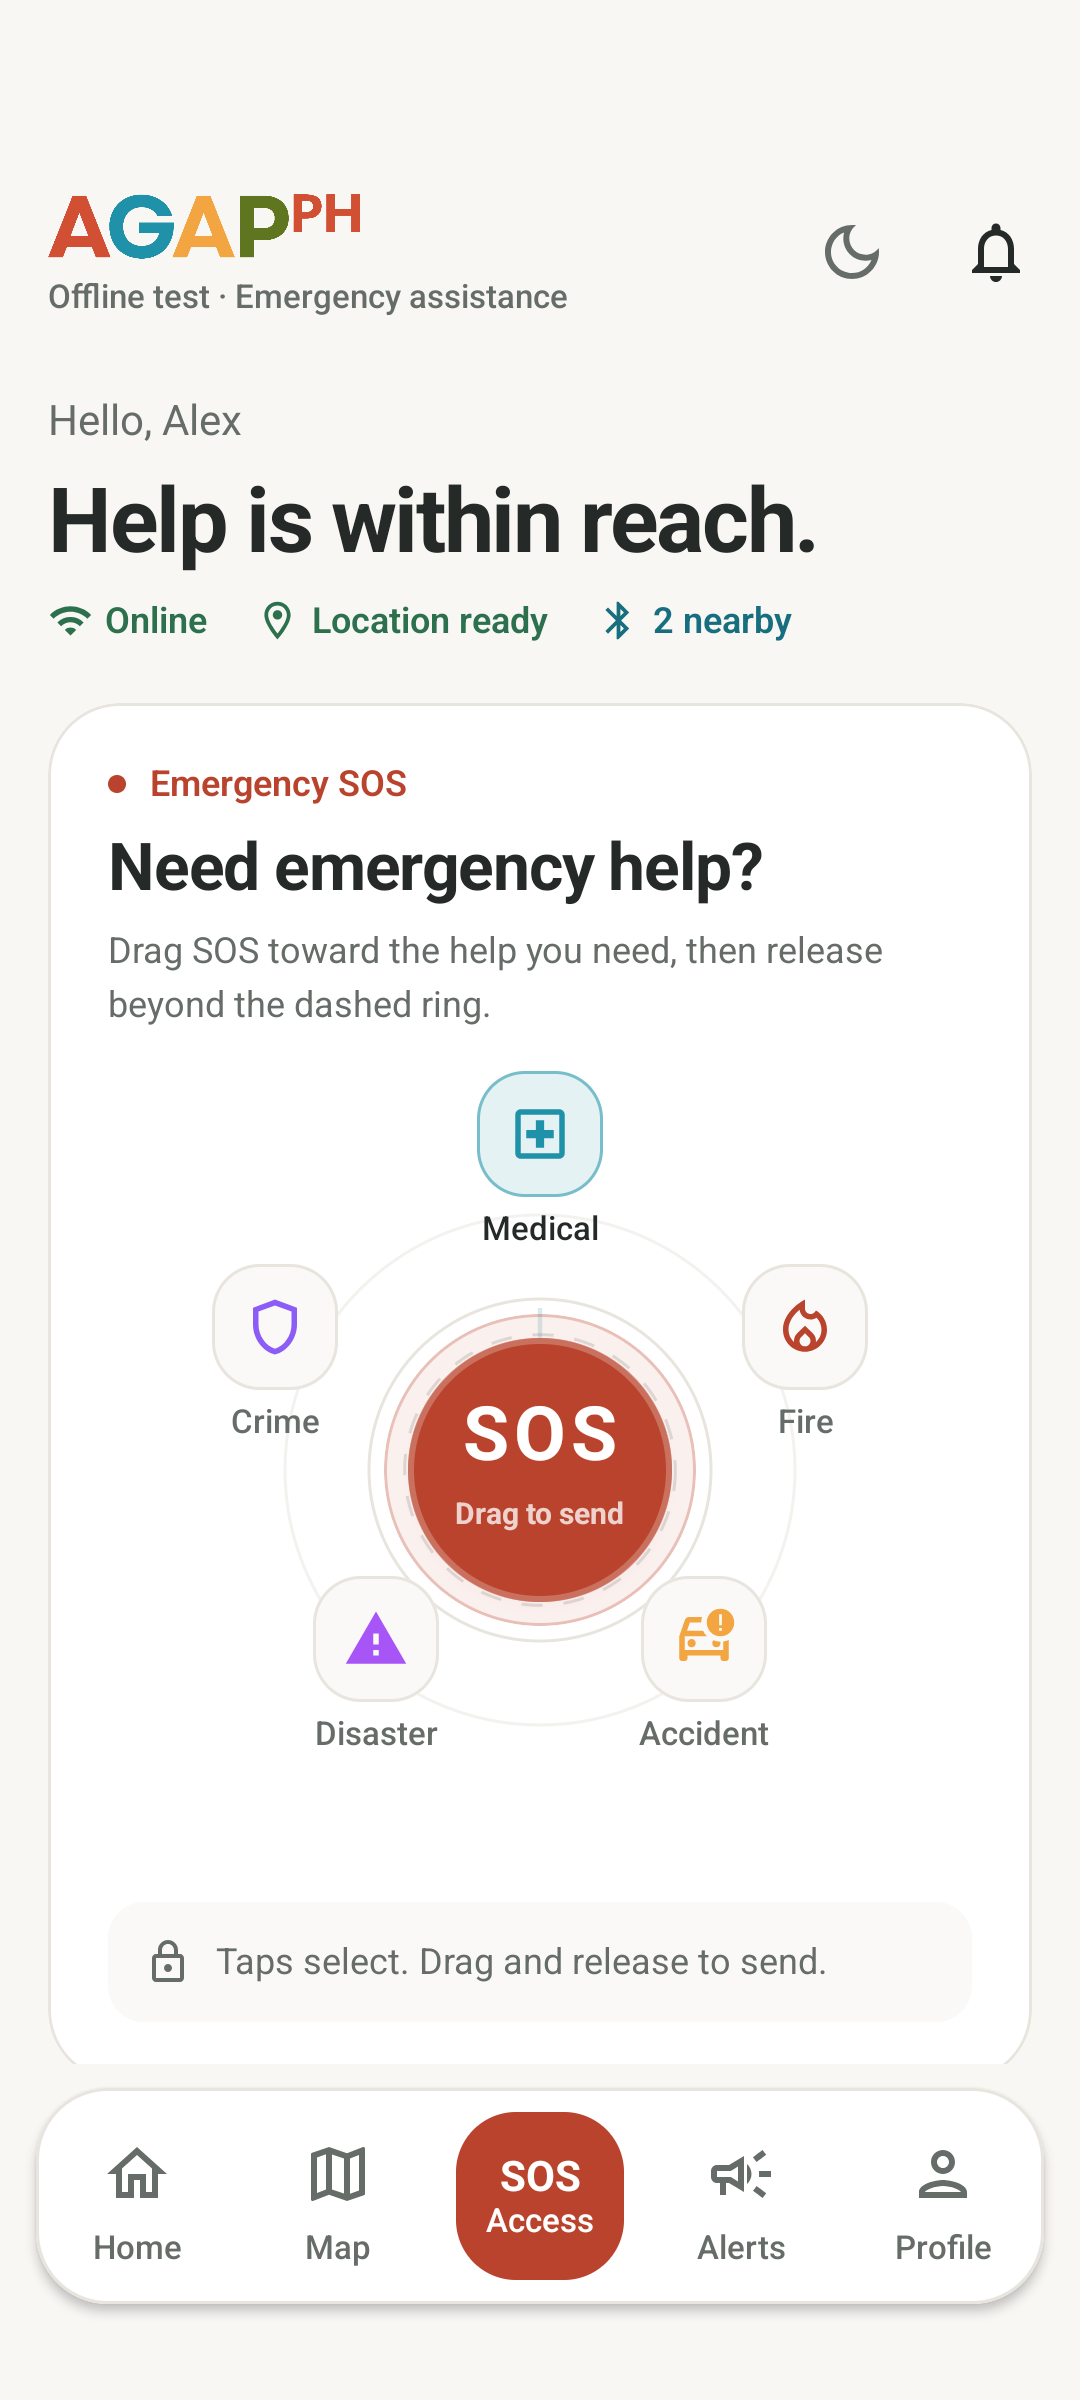 AGAPPH
Offline test · Emergency assistance
Hello, Alex
Help is within reach.
Online
Location ready
2 nearby
Emergency SOS
Need emergency help?
Drag SOS toward the help you need, then release
beyond the dashed ring.
Medical
Crime
Fire
SOS
Drag to send
Disaster
Accident
Taps select. Drag and release to send.
Home
Map
SOS
Access
Alerts
Profile